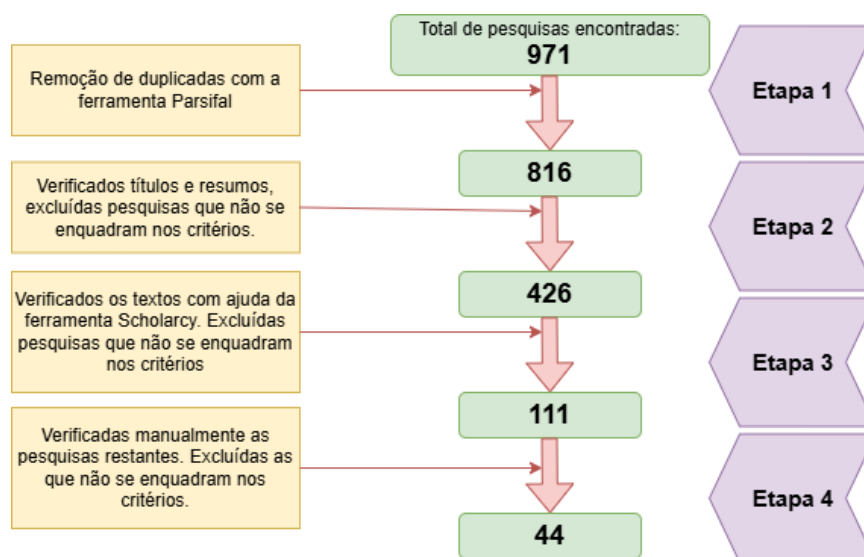 Total de pesquisas encontradas:
971
Remoção de duplicadas com a
ferramenta Parsifal
Etapa 1
816
Verificados títulos e resumos,
excluídas pesquisas que não se
enquadram nos critérios.
Etapa 2
426
Verificados os textos com ajuda da
ferramenta Scholarcy. Excluídas
pesquisas que não se enquadram
nos critérios
Etapa 3
111
Verificadas manualmente as
pesquisas restantes. Excluídas as
que não se enquadram nos
critérios.
Etapa 4
44